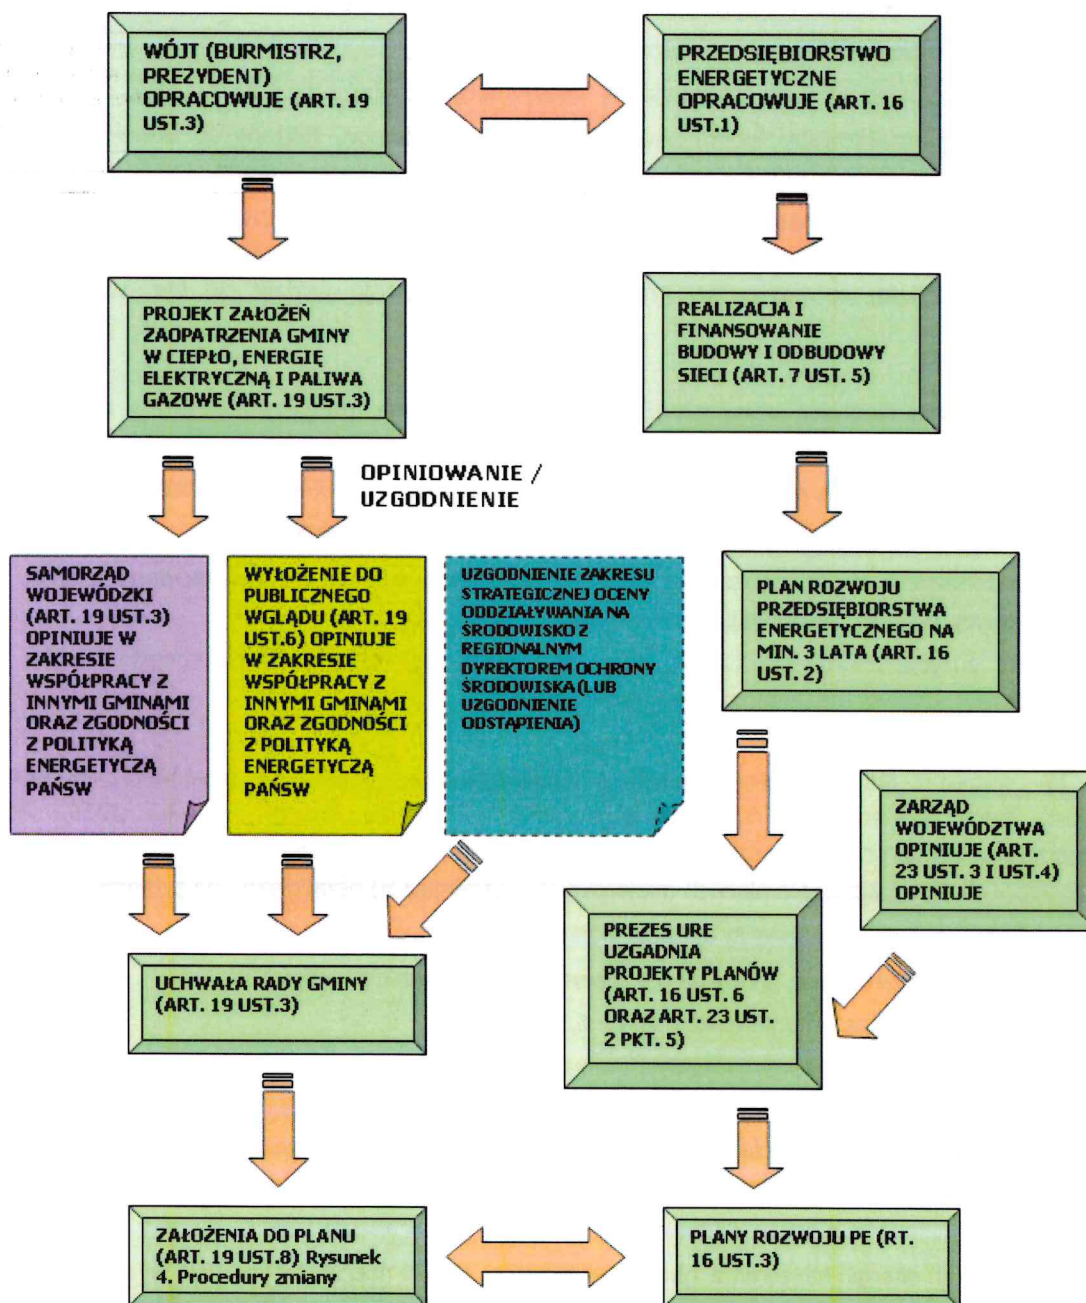 WÓJT (BURMISTRZ,
PREZYDENT)
OPRACOWUJE (ART. 19
UST.3)
PRZEDSIĘBIORSTWO
ENERGETYCZNE
OPRACOWUJE (ART. 16
UST.1)
PROJEKT ZAŁOŻEŃ
ZAOPATRZENIA GMINY
W CIEPŁO, ENERGIĘ
ELEKTRYCZNĄ I PALIWA
GAZOWE (ART. 19 UST.3)
REALIZACJA I
FINANSOWANIE
BUDOWY I ODBUDOWY
SIECI (ART. 7 UST. 5)
OPINIOWANIE /
UZGODNIENIE
SAMORZĄD
WOJEWÓDZKI
(ART. 19 UST.3)
OPINIUJE W
ZAKRESIE
WSPÓŁPRACY Z
INNYMI GMINAMI
ORAZ ZGODNOŚCI
Z POLITYKĄ
ENERGETYCZĄ
PAŃSW
WYŁOŻENIE DO
PUBLICZNEGO
WGLĄDU (ART. 19
UST.6) OPINIUJE
W ZAKRESIE
WSPÓŁPRACY Z
INNYMI GMINAMI
ORAZ ZGODNOŚCI
Z POLITYKĄ
ENERGETYCZĄ
PAŃSW
UZGODNIENIE ZAKRESU
STRATEGICZNEJ OCENY
ODDZIAŁYWANIA NA
ŚRODOWISKO Z
REGIONALNYM
DYREKTOREM OCHRONY
ŚRODOWISKA (LUB
UZGODNIENIE
ODSTĄPIENIA)
PLAN ROZWOJU
PRZEDSIĘBIORSTWA
ENERGETYCZNEGO NA
MIN. 3 LATA (ART. 16
UST. 2)
ZARZĄD
WOJEWÓDZTWA
OPINIUJE (ART.
23 UST. 3 I UST.4)
OPINIUJE
PREZES URE
UZGADNIA
PROJEKTY PLANÓW
(ART. 16 UST. 6
ORAZ ART. 23 UST.
2 PKT. 5)
UCHWAŁA RADY GMINY
(ART. 19 UST.3)
ZAŁOŻENIA DO PLANU
(ART. 19 UST.8) Rysunek
4. Procedury zmiany
PLANY ROZWOJU PE (RT.
16 UST.3)